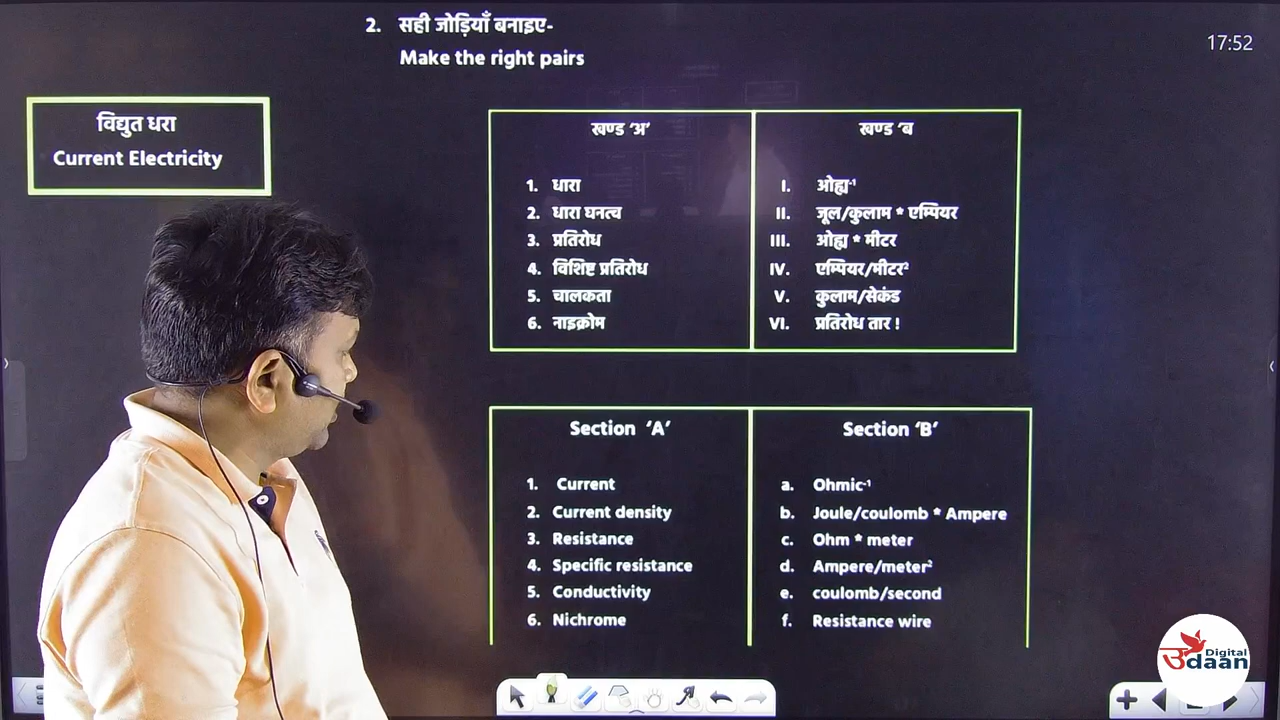 2. सही जोड़ियाँ बनाइए-
Make the right pairs
17:52
विद्युत धरा
Current Electricity
खण्ड ‘अ’
खण्ड ‘ब
1. धारा
2. धारा घनत्च
3. प्रतिरोध
4. विशिष्ट प्रतिरोध
5. चालकता
6. नाइक्रोम
I. ओह्म⁻¹
II. जूल/कुलाम * एम्पियर
III. ओह्म * मीटर
IV. एम्पियर/मीटर²
V. कुलाम/सेकंड
VI. प्रतिरोध तार !
Section ‘A’
Section ‘B’
1. Current
2. Current density
3. Resistance
4. Specific resistance
5. Conductivity
6. Nichrome
a. Ohmic⁻¹
b. Joule/coulomb * Ampere
c. Ohm * meter
d. Ampere/meter²
e. coulomb/second
f. Resistance wire
Digital
उdaan